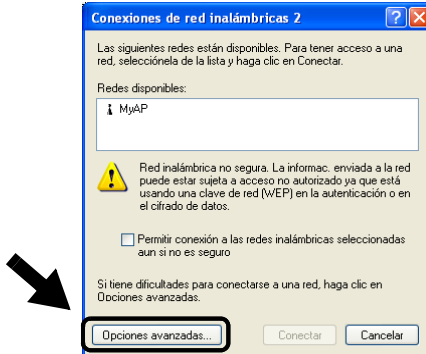 Conexiones de red inalámbricas 2
Las siguientes redes están disponibles. Para tener acceso a una
red, selecciónela de la lista y haga clic en Conectar.
Redes disponibles:
MyAP
Red inalámbrica no segura. La informac. enviada a la red
puede estar sujeta a acceso no autorizado ya que está
usando una clave de red (WEP) en la autenticación o en
el cifrado de datos.
Permitir conexión a las redes inalámbricas seleccionadas
aun si no es seguro
Si tiene dificultades para conectarse a una red, haga clic en
Opciones avanzadas.
Opciones avanzadas... Conectar Cancelar